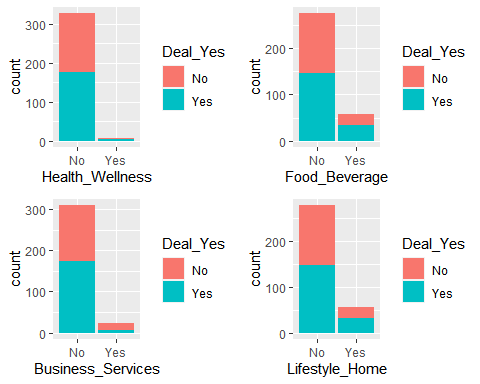 300
200
100
0
count
No Yes
Health_Wellness
Deal_Yes
No
Yes
200
100
0
count
No Yes
Food_Beverage
Deal_Yes
No
Yes
300
200
100
0
count
No Yes
Business_Services
Deal_Yes
No
Yes
200
100
0
count
No Yes
Lifestyle_Home
Deal_Yes
No
Yes